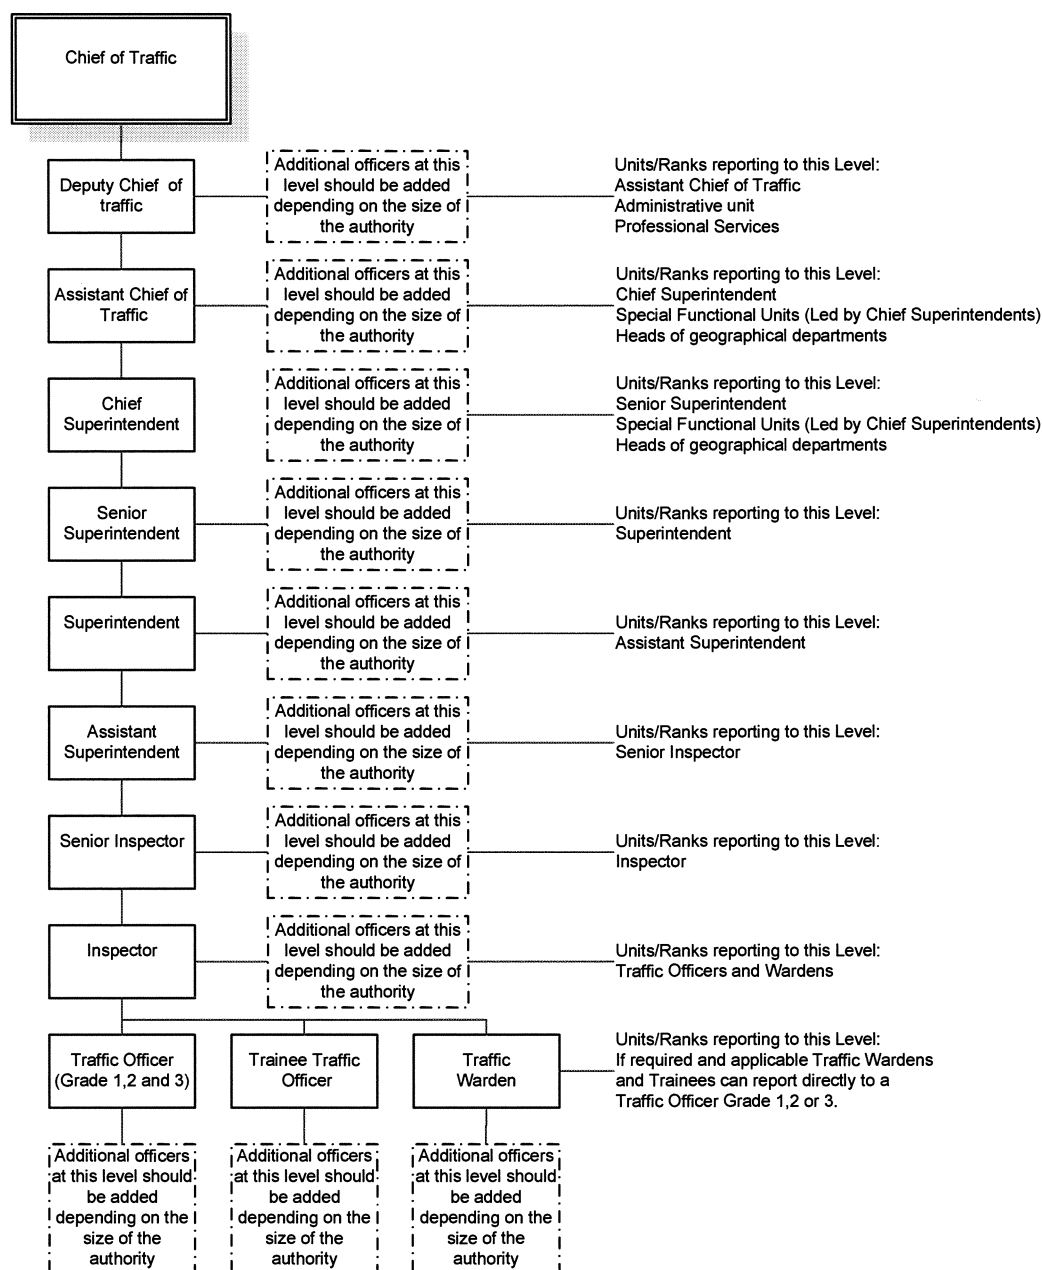 Chief of Traffic
Deputy Chief of
traffic
Additional officers at this
level should be added
depending on the size of
the authority
Units/Ranks reporting to this Level:
Assistant Chief of Traffic
Administrative unit
Professional Services
Assistant Chief of
Traffic
Additional officers at this
level should be added
depending on the size of
the authority
Units/Ranks reporting to this Level:
Chief Superintendent
Special Functional Units (Led by Chief Superintendents)
Heads of geographical departments
Chief
Superintendent
Additional officers at this
level should be added
depending on the size of
the authority
Units/Ranks reporting to this Level:
Senior Superintendent
Special Functional Units (Led by Chief Superintendents)
Heads of geographical departments
Senior
Superintendent
Additional officers at this
level should be added
depending on the size of
the authority
Units/Ranks reporting to this Level:
Superintendent
Superintendent
Additional officers at this
level should be added
depending on the size of
the authority
Units/Ranks reporting to this Level:
Assistant Superintendent
Assistant
Superintendent
Additional officers at this
level should be added
depending on the size of
the authority
Units/Ranks reporting to this Level:
Senior Inspector
Senior Inspector
Additional officers at this
level should be added
depending on the size of
the authority
Units/Ranks reporting to this Level:
Inspector
Inspector
Additional officers at this
level should be added
depending on the size of
the authority
Units/Ranks reporting to this Level:
Traffic Officers and Wardens
Traffic Officer
(Grade 1,2 and 3)
Trainee Traffic
Officer
Traffic
Warden
Units/Ranks reporting to this Level:
If required and applicable Traffic Wardens
and Trainees can report directly to a
Traffic Officer Grade 1,2 or 3.
Additional officers
at this level should
be added
depending on the
size of the
authority
Additional officers
at this level should
be added
depending on the
size of the
authority
Additional officers
at this level should
be added
depending on the
size of the
authority